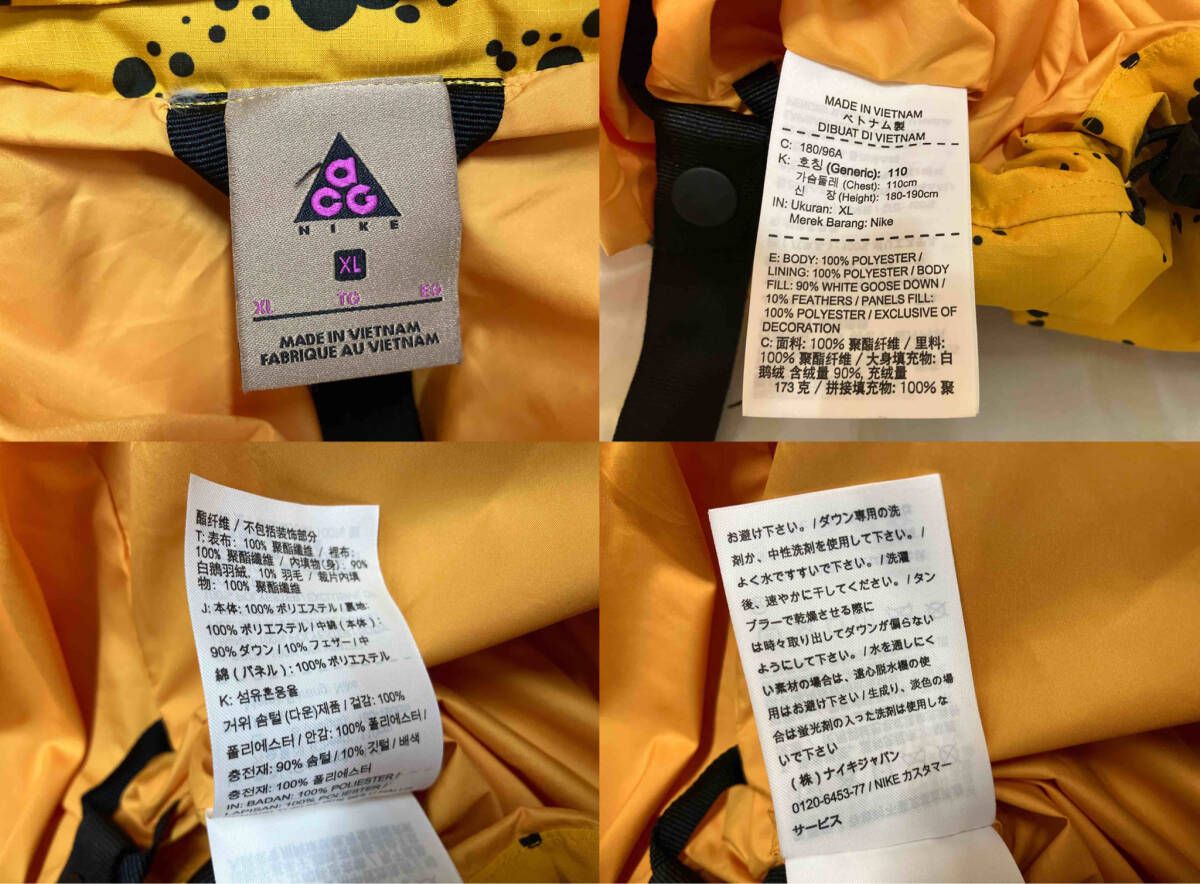 aCG
NIKE
XL
XL TG EG
MADE IN VIETNAM
FABRIQUE AU VIETNAM
MADE IN VIETNAM
ベトナム製
DIBUAT DI VIETNAM
C: 180/96A
K: 호칭 (Generic): 110
가슴둘레 (Chest): 110cm
신 장 (Height): 180-190cm
IN: Ukuran: XL
Merek Barang: Nike
E: BODY: 100% POLYESTER /
LINING: 100% POLYESTER / BODY
FILL: 90% WHITE GOOSE DOWN /
10% FEATHERS / PANELS FILL:
100% POLYESTER / EXCLUSIVE OF
DECORATION
C: 面料: 100% 聚酯纤维 / 里料:
100% 聚酯纤维 / 大身填充物: 白
鹅绒 含绒量 90%, 充绒量
173 克 / 拼接填充物: 100% 聚
酯纤维 / 不包括装饰部分
T: 表布: 100% 聚酯纖維 / 裡布:
100% 聚酯纖維 / 內填物(身): 90%
白鵝羽絨, 10% 羽毛 / 裁片內填
物: 100% 聚酯纖維
J: 本体: 100% ポリエステル / 裏地:
100% ポリエステル / 中綿 (本体) :
90% ダウン / 10% フェザー / 中
綿 (パネル) : 100% ポリエステル
K: 섬유혼용율
거위 솜털 (다운)제품 / 겉감: 100%
폴리에스터 / 안감: 100% 폴리에스터 /
충전재: 90% 솜털 / 10% 깃털 / 배색
충전재: 100% 폴리에스터
IN: BADAN: 100% POLYESTER /
LAPISAN: 100% POLYESTER /
お避け下さい。/ ダウン専用の洗
剤か、中性洗剤を使用して下さい。/
よく水ですすいで下さい。/ 洗濯
後、速やかに干してください。/ タン
ブラーで乾燥させる際に
は時々取り出してダウンが偏らない
ようにして下さい。/ 水を通しにく
い素材の場合は、遠心脱水機の使
用はお避け下さい / 生成り、淡色の場
合は蛍光剤の入った洗剤は使用しな
いで下さい
(株) ナイキジャパン
0120-6453-77 / NIKE カスタマー
サービス